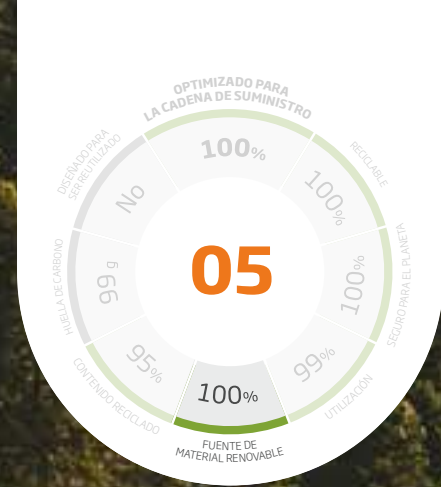 OPTIMIZADO PARA
LA CADENA DE SUMINISTRO
100%
RECICLABLE
100%
SEGURO PARA EL PLANETA
100%
UTILIZACIÓN
99%
FUENTE DE
MATERIAL RENOVABLE
100%
CONTENIDO RECICLADO
95%
HUELLA DE CARBONO
66 g
DISEÑADO PARA
SER REUTILIZADO
No
05